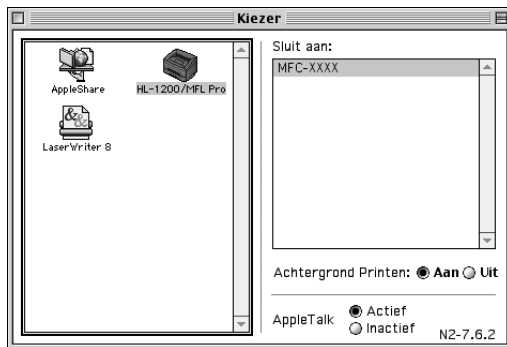 Kiezer
AppleShare
HL-1200/MFL Pro
LaserWriter 8
Sluit aan:
MFC-XXXX
Achtergrond Printen: Aan Uit
AppleTalk
Actief
Inactief
N2-7.6.2